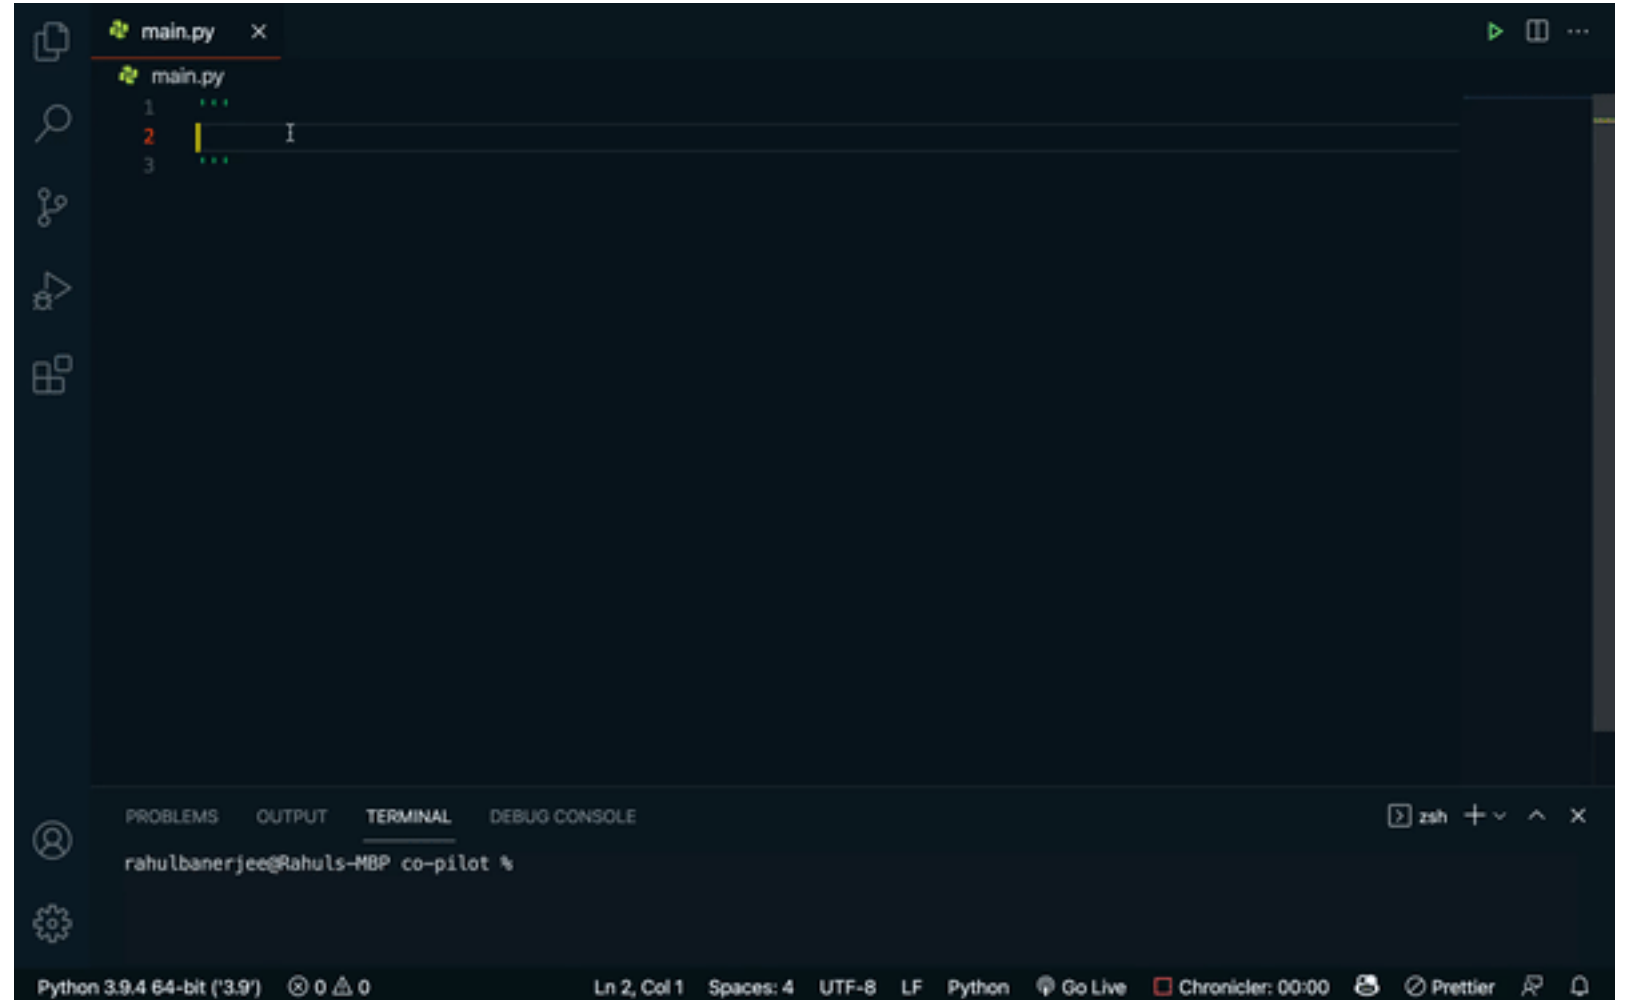 main.py
main.py
1 '''
2
3 '''
PROBLEMS OUTPUT TERMINAL DEBUG CONSOLE zsh
rahulbanerjee@Rahuls-MBP co-pilot %
Python 3.9.4 64-bit ('3.9') 0 0 Ln 2, Col 1 Spaces: 4 UTF-8 LF Python Go Live Chronicler: 00:00 Prettier